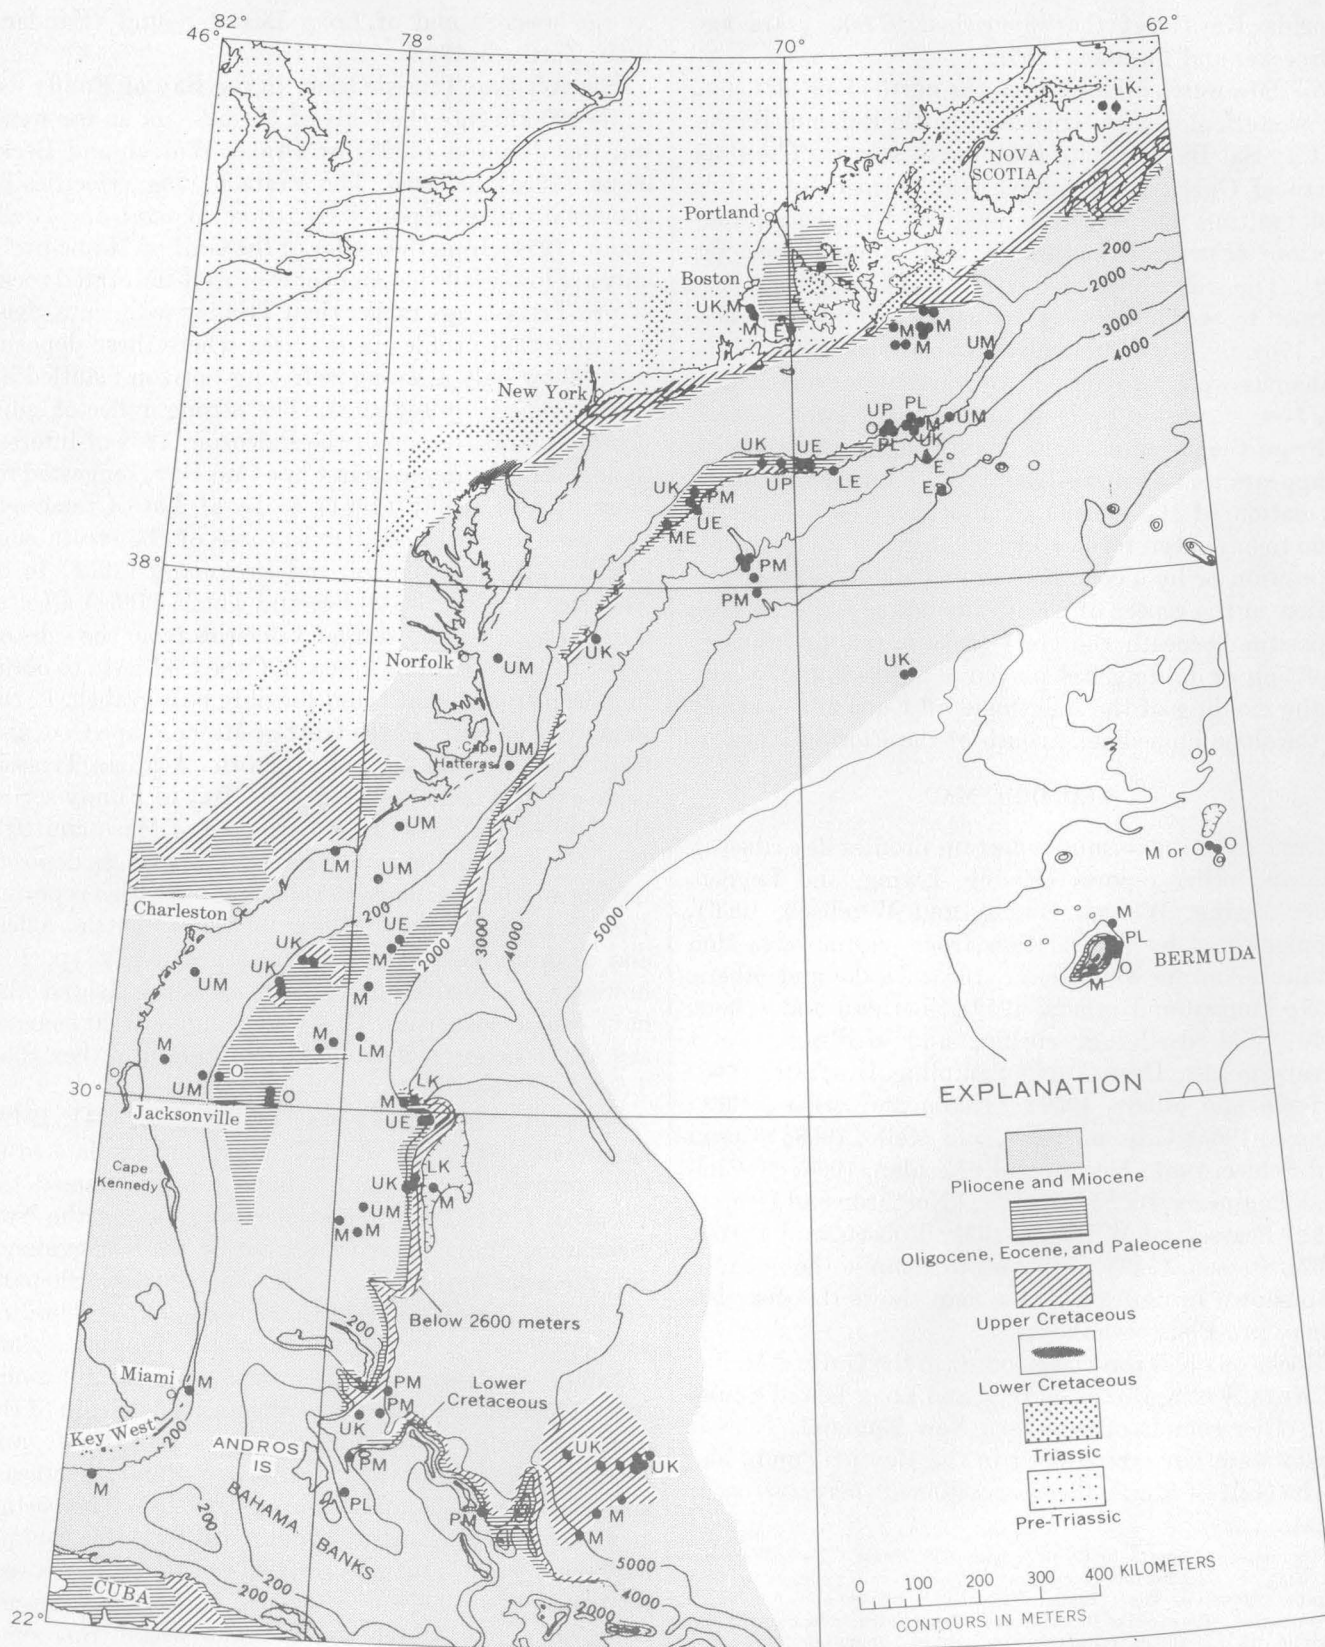 82°
78°
70°
62°
46°
LK
NOVA
SCOTIA
Portland
E
200
2000
Boston
UK,M
3000
M
E
M
M
M
UM
4000
New York
UP
PL
UM
O
M
PL
UK
UK
UE
E
UP
LE
E
UK
PM
UE
ME
38°
PM
PM
UK
Norfolk
UM
UK
Cape
Hatteras
UM
UM
LM
UM
M or O
O
Charleston
200
M
UE
2000
3000
4000
5000
PL
BERMUDA
UK
M
O
UK
M
UM
M
M
M
LM
O
LK
EXPLANATION
30°
UM
O
M
Jacksonville
UE
Cape
Kennedy
LK
UK
M
UM
M
M
Pliocene and Miocene
Oligocene, Eocene, and Paleocene
Below 2600 meters
200
Upper Cretaceous
Lower Cretaceous
Miami
M
PM
Lower
Cretaceous
PM
Key West
200
UK
Triassic
ANDROS
IS
UK
UK
PM
M
PL
Pre-Triassic
BAHAMA
BANKS
200
PM
M
M
0 100 200 300 400 KILOMETERS
CONTOURS IN METERS
5000
4000
2000
200
200
CUBA
22°